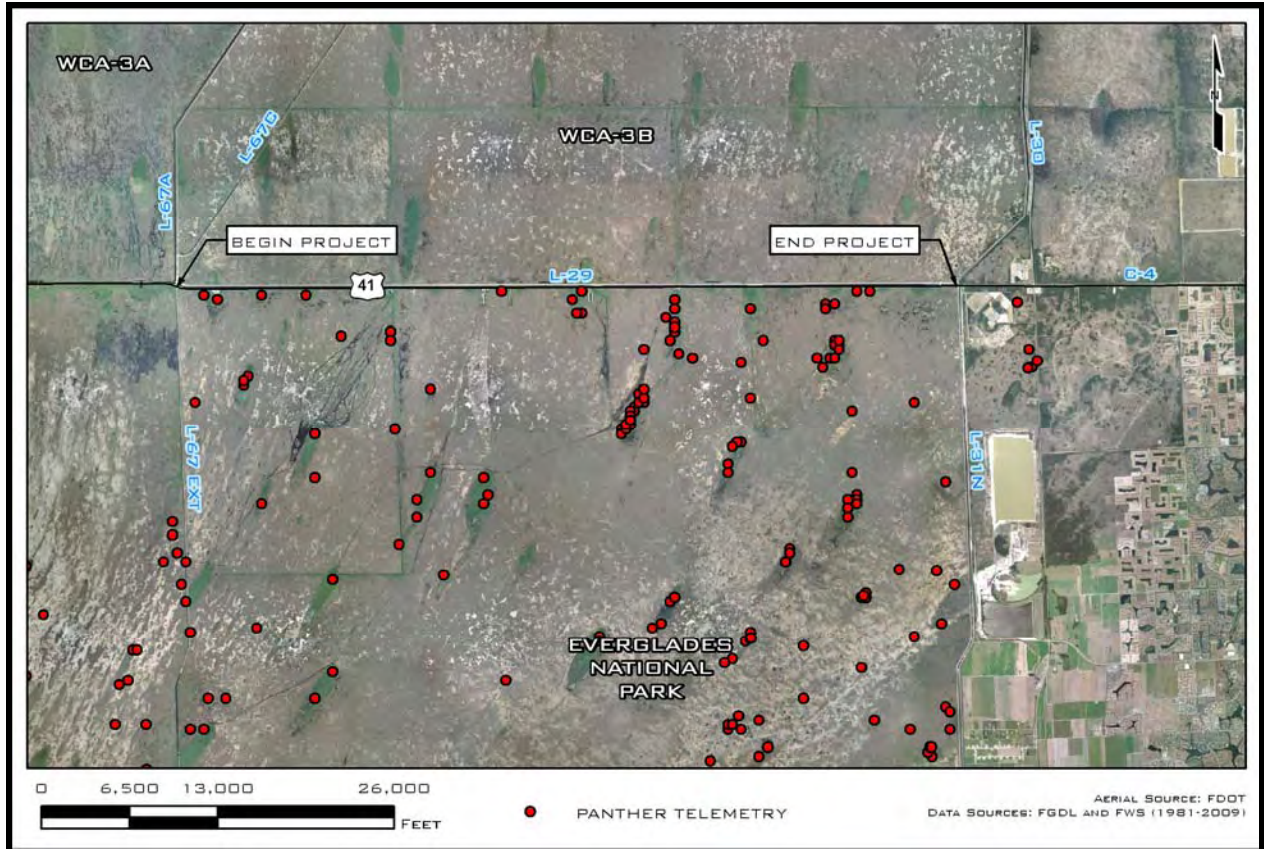 WCA-3A
WCA-3B
L-67A
L-67C
L-30
N
BEGIN PROJECT
END PROJECT
41
L-29
C-4
L-67 EXT
L-31N
EVERGLADES
NATIONAL
PARK
0 6,500 13,000 26,000
FEET
PANTHER TELEMETRY
AERIAL SOURCE: FDOT
DATA SOURCES: FGDL AND FWS (1981-2009)